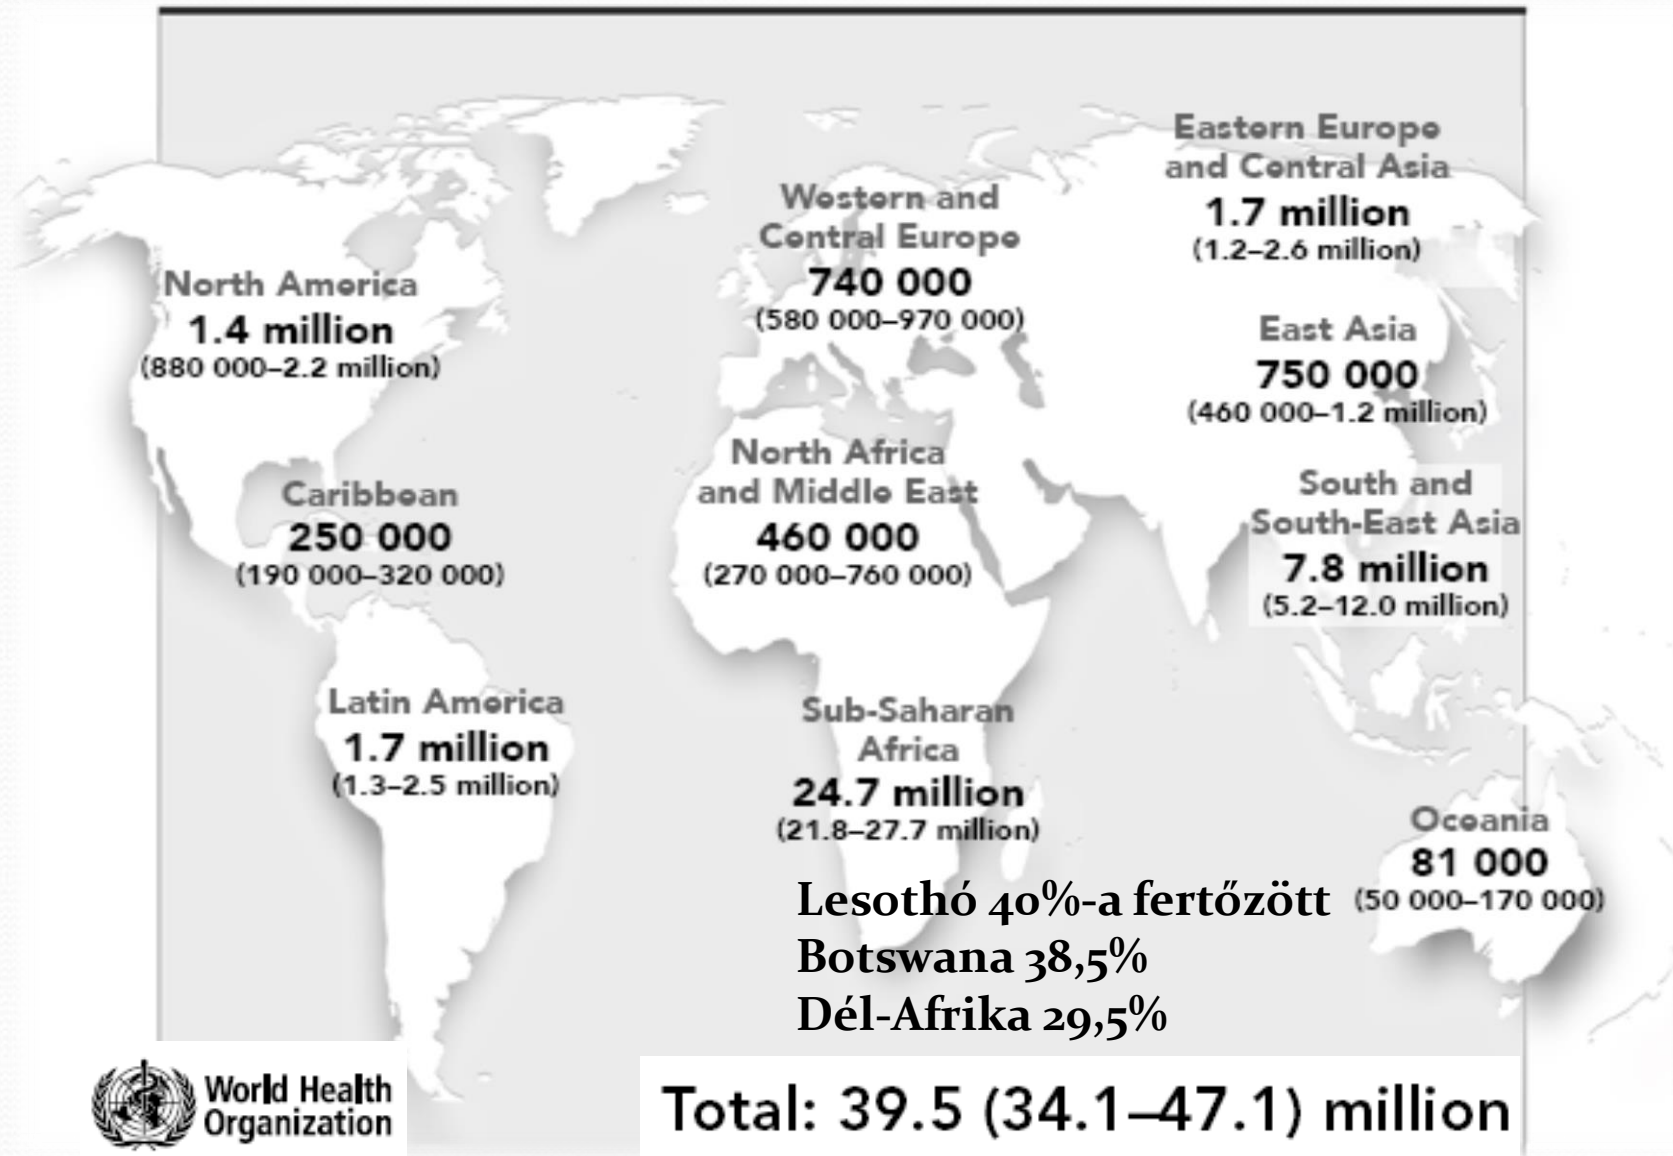 Eastern Europe
and Central Asia
1.7 million
(1.2–2.6 million)
Western and
Central Europe
740 000
(580 000–970 000)
North America
1.4 million
(880 000–2.2 million)
East Asia
750 000
(460 000–1.2 million)
North Africa
and Middle East
460 000
(270 000–760 000)
Caribbean
250 000
(190 000–320 000)
South and
South-East Asia
7.8 million
(5.2–12.0 million)
Latin America
1.7 million
(1.3–2.5 million)
Sub-Saharan
Africa
24.7 million
(21.8–27.7 million)
Oceania
81 000
(50 000–170 000)
Lesothó 40%-a fertőzött
Botswana 38,5%
Dél-Afrika 29,5%
World Health
Organization
Total: 39.5 (34.1–47.1) million